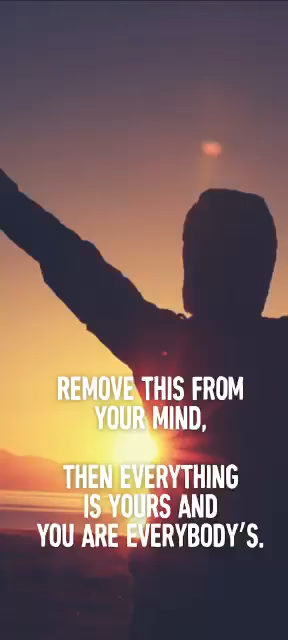 REMOVE THIS FROM
YOUR MIND,
THEN EVERYTHING
IS YOURS AND
YOU ARE EVERYBODY'S.